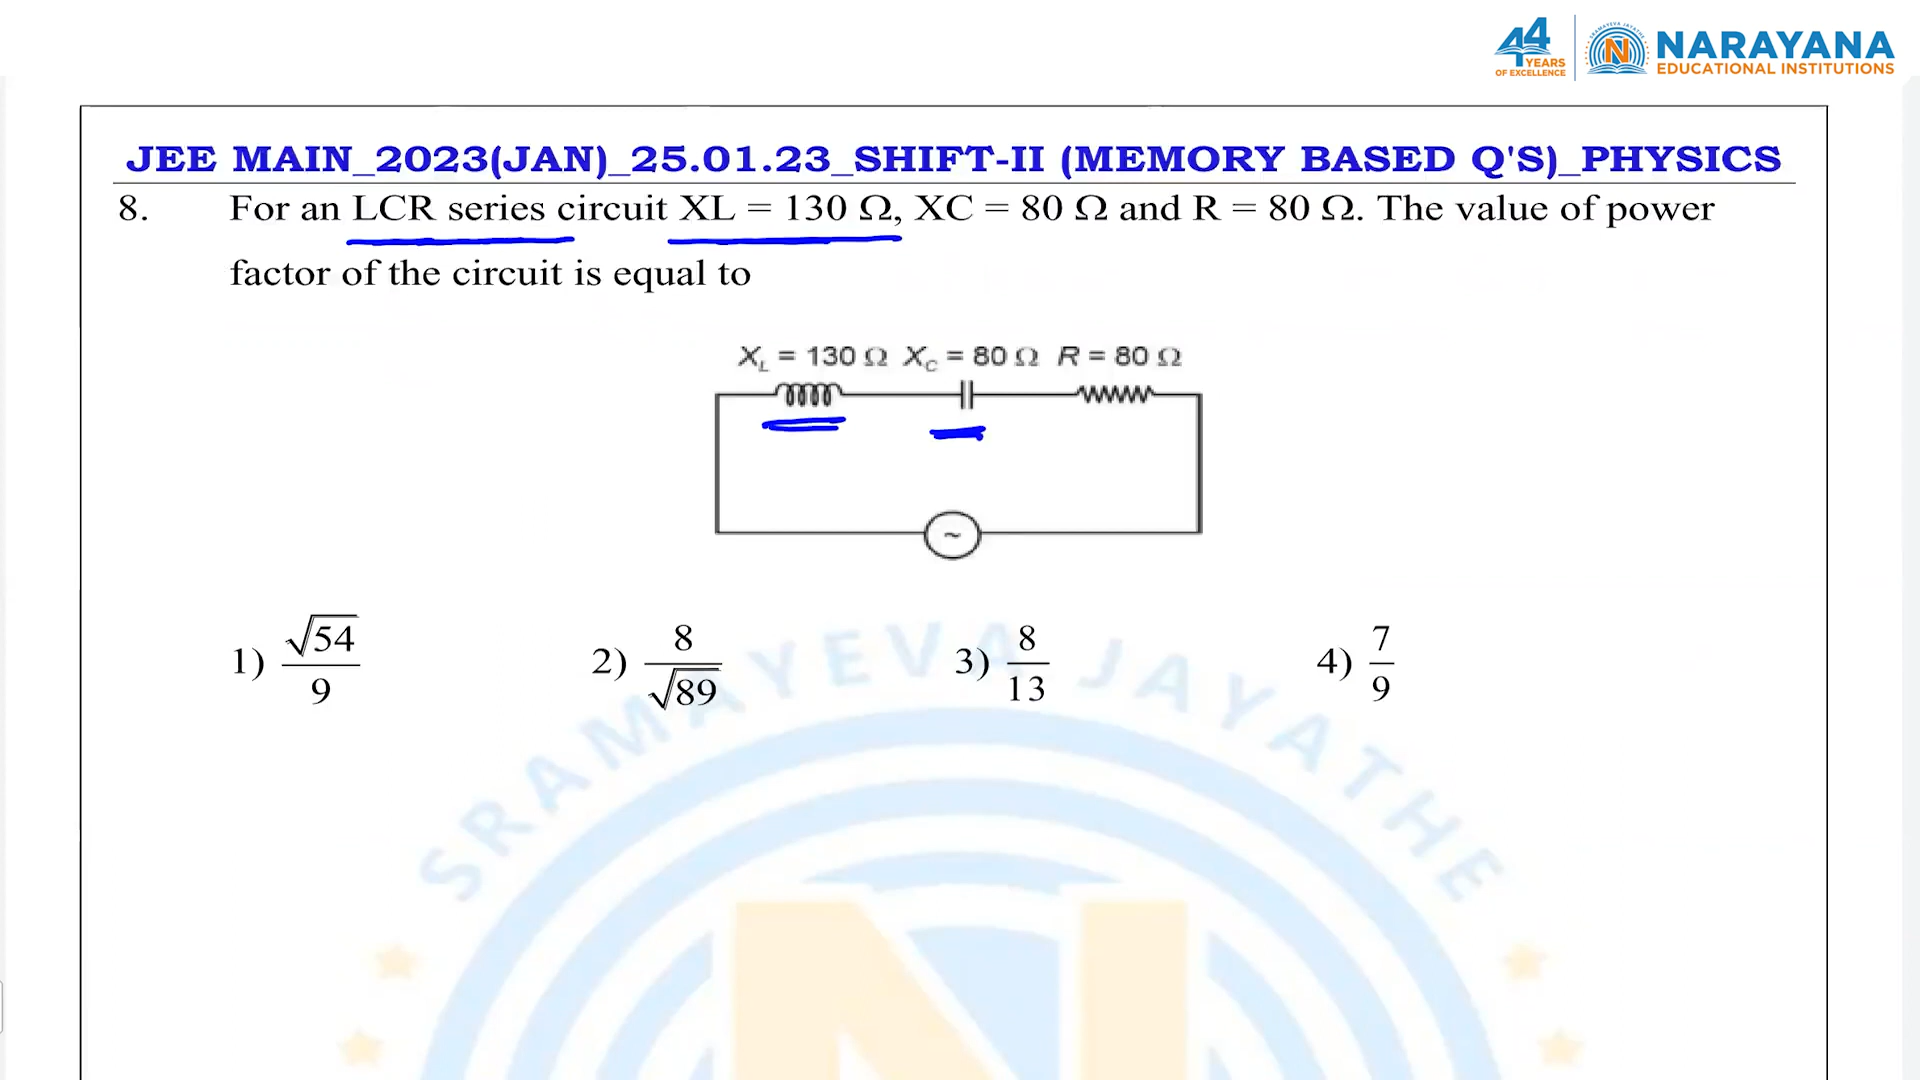 44
YEARS
OF EXCELLENCE
SRAMAYEVA JAYATHE
N
NARAYANA
EDUCATIONAL INSTITUTIONS
JEE MAIN_2023(JAN)_25.01.23_SHIFT-II (MEMORY BASED Q'S)_PHYSICS
8. For an LCR series circuit XL = 130 Ω, XC = 80 Ω and R = 80 Ω. The value of power
factor of the circuit is equal to
X_L = 130 Ω X_C = 80 Ω R = 80 Ω
~
1) √54/9 2) 8/√89 3) 8/13 4) 7/9
SRAMAYEVA JAYATHE
N